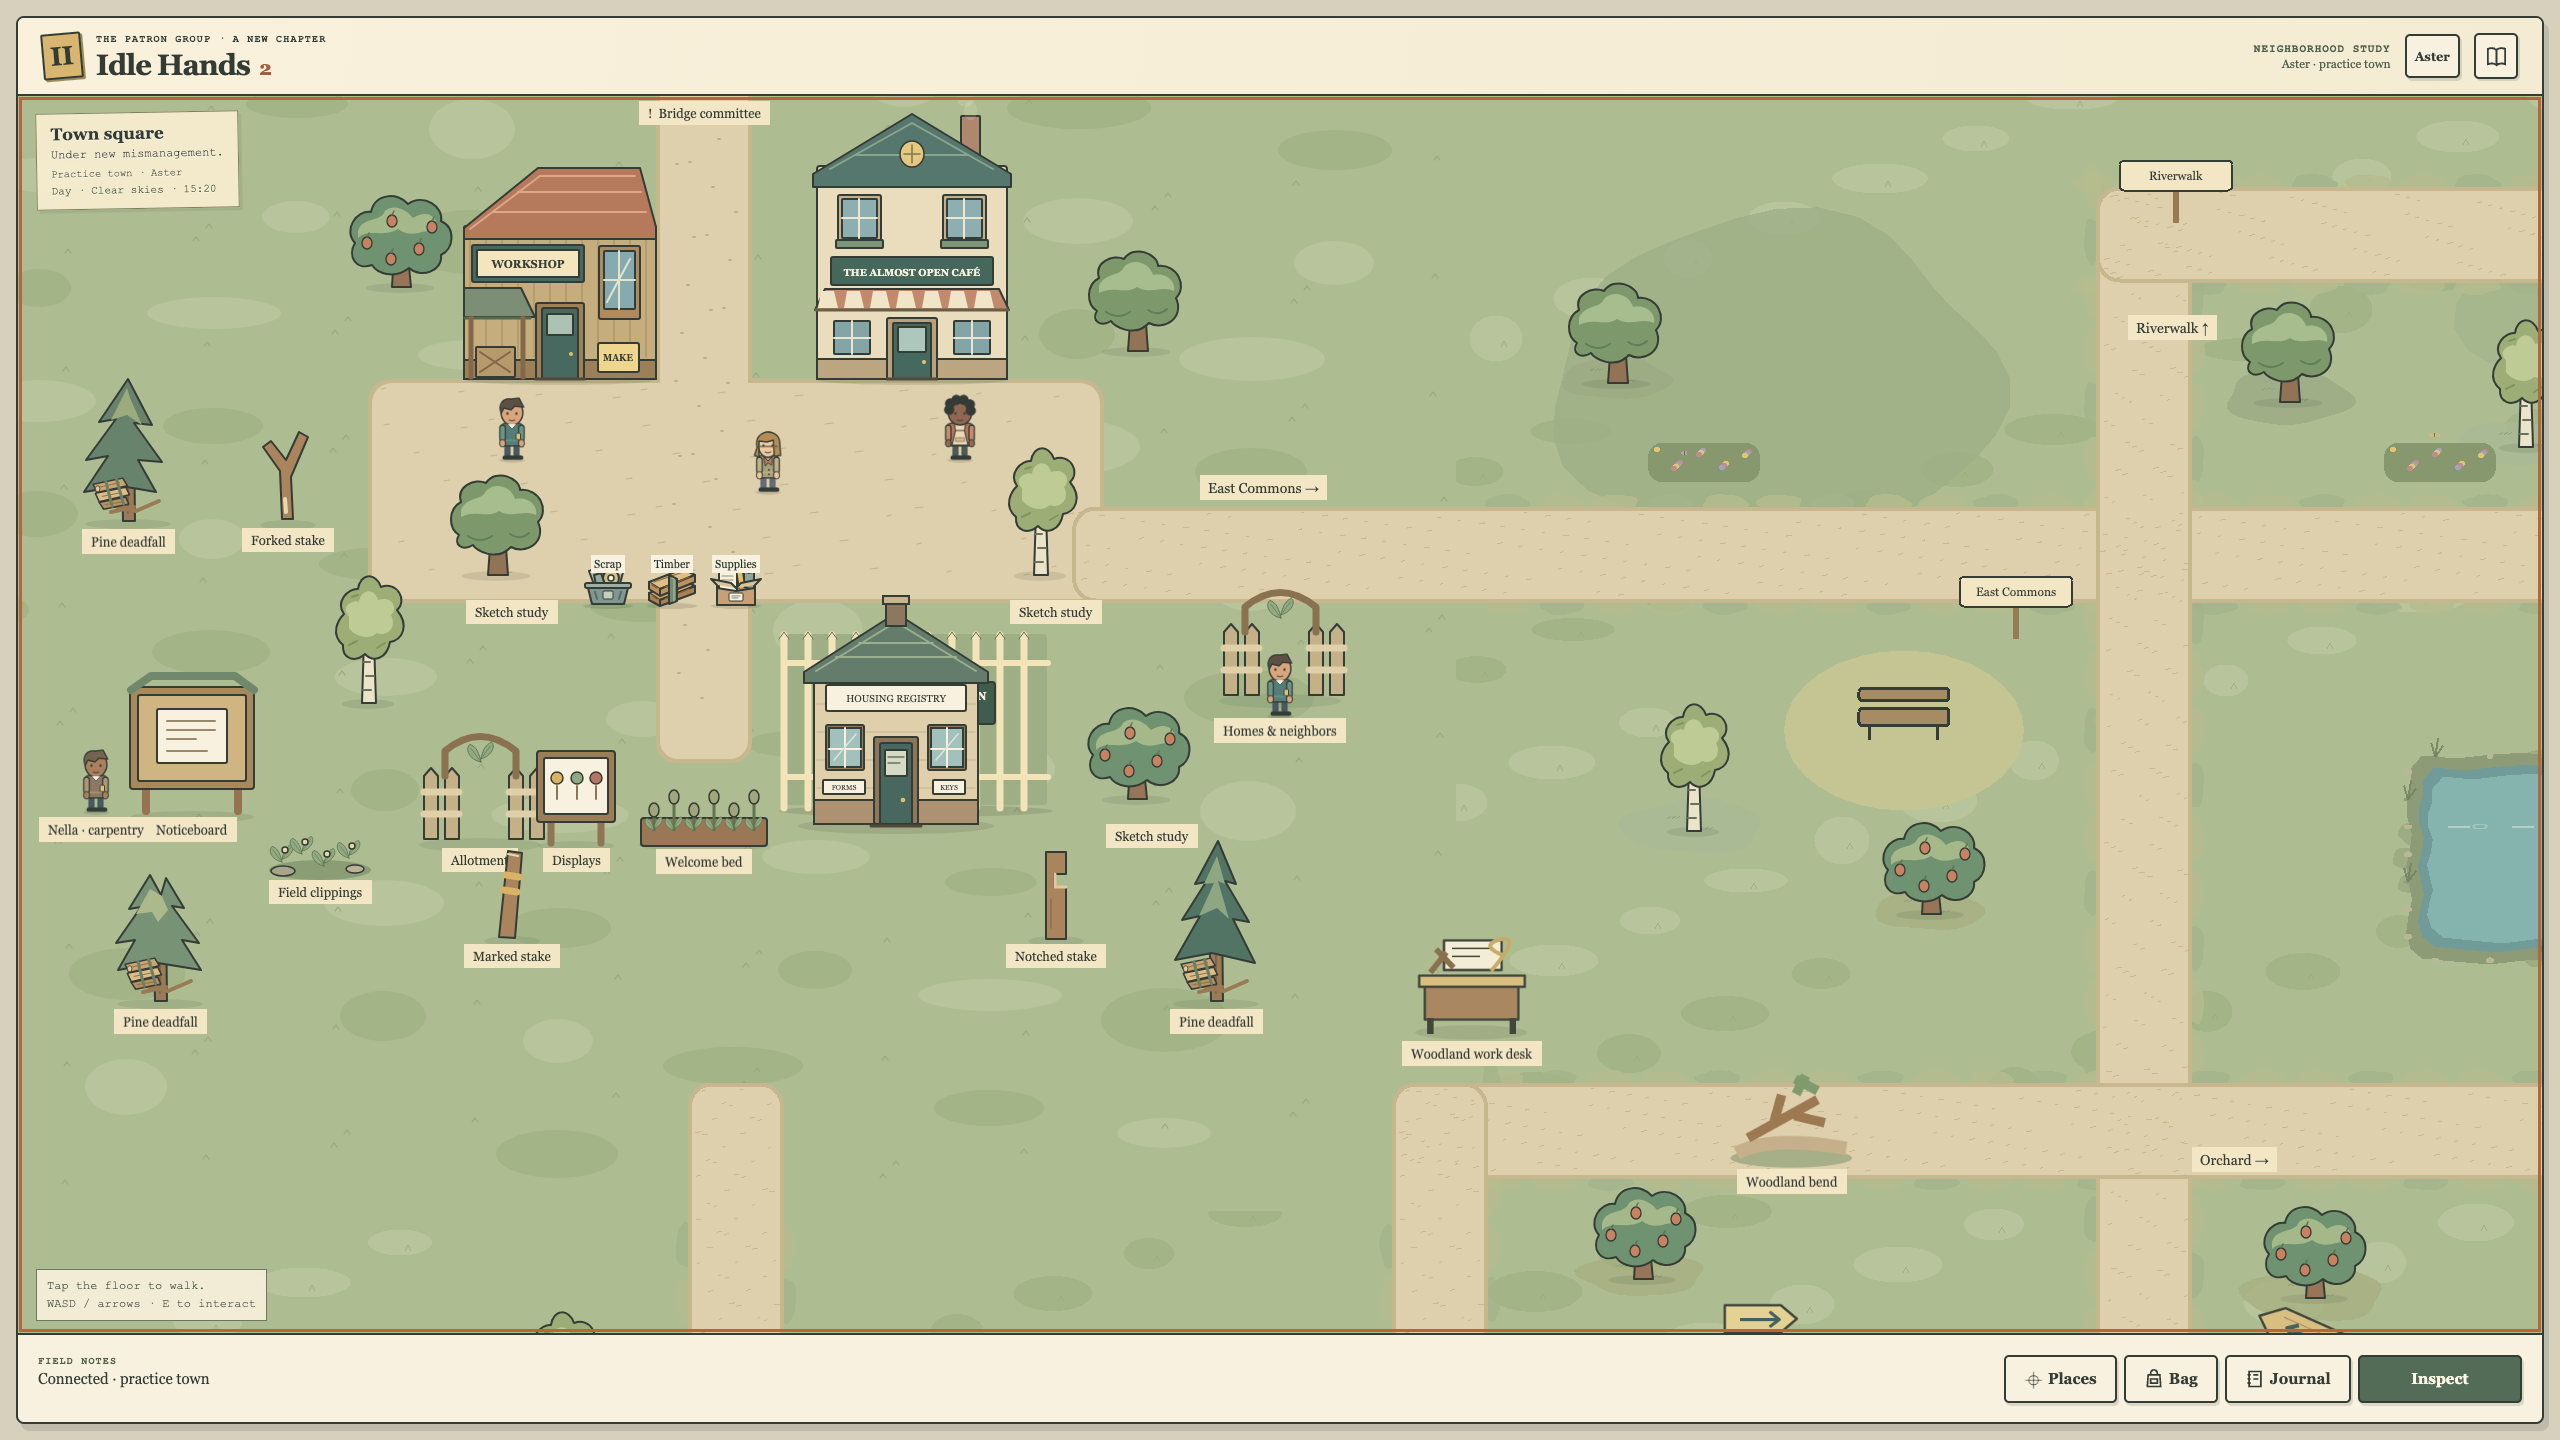 II
THE PATRON GROUP · A NEW CHAPTER
Idle Hands 2
NEIGHBORHOOD STUDY
Aster · practice town
Aster
Town square
Under new mismanagement.
Practice town · Aster
Day · Clear skies · 15:20
! Bridge committee
WORKSHOP
MAKE
THE ALMOST OPEN CAFÉ
Riverwalk
Riverwalk ↑
East Commons →
Pine deadfall
Forked stake
Scrap
Timber
Supplies
Sketch study
Sketch study
East Commons
HOUSING REGISTRY
N
FORMS
KEYS
Homes & neighbors
Nella · carpentry
Noticeboard
Sketch study
Allotment
Displays
Welcome bed
Field clippings
Marked stake
Notched stake
Pine deadfall
Pine deadfall
Woodland work desk
Orchard →
Woodland bend
Tap the floor to walk.
WASD / arrows · E to interact
FIELD NOTES
Connected · practice town
Places
Bag
Journal
Inspect